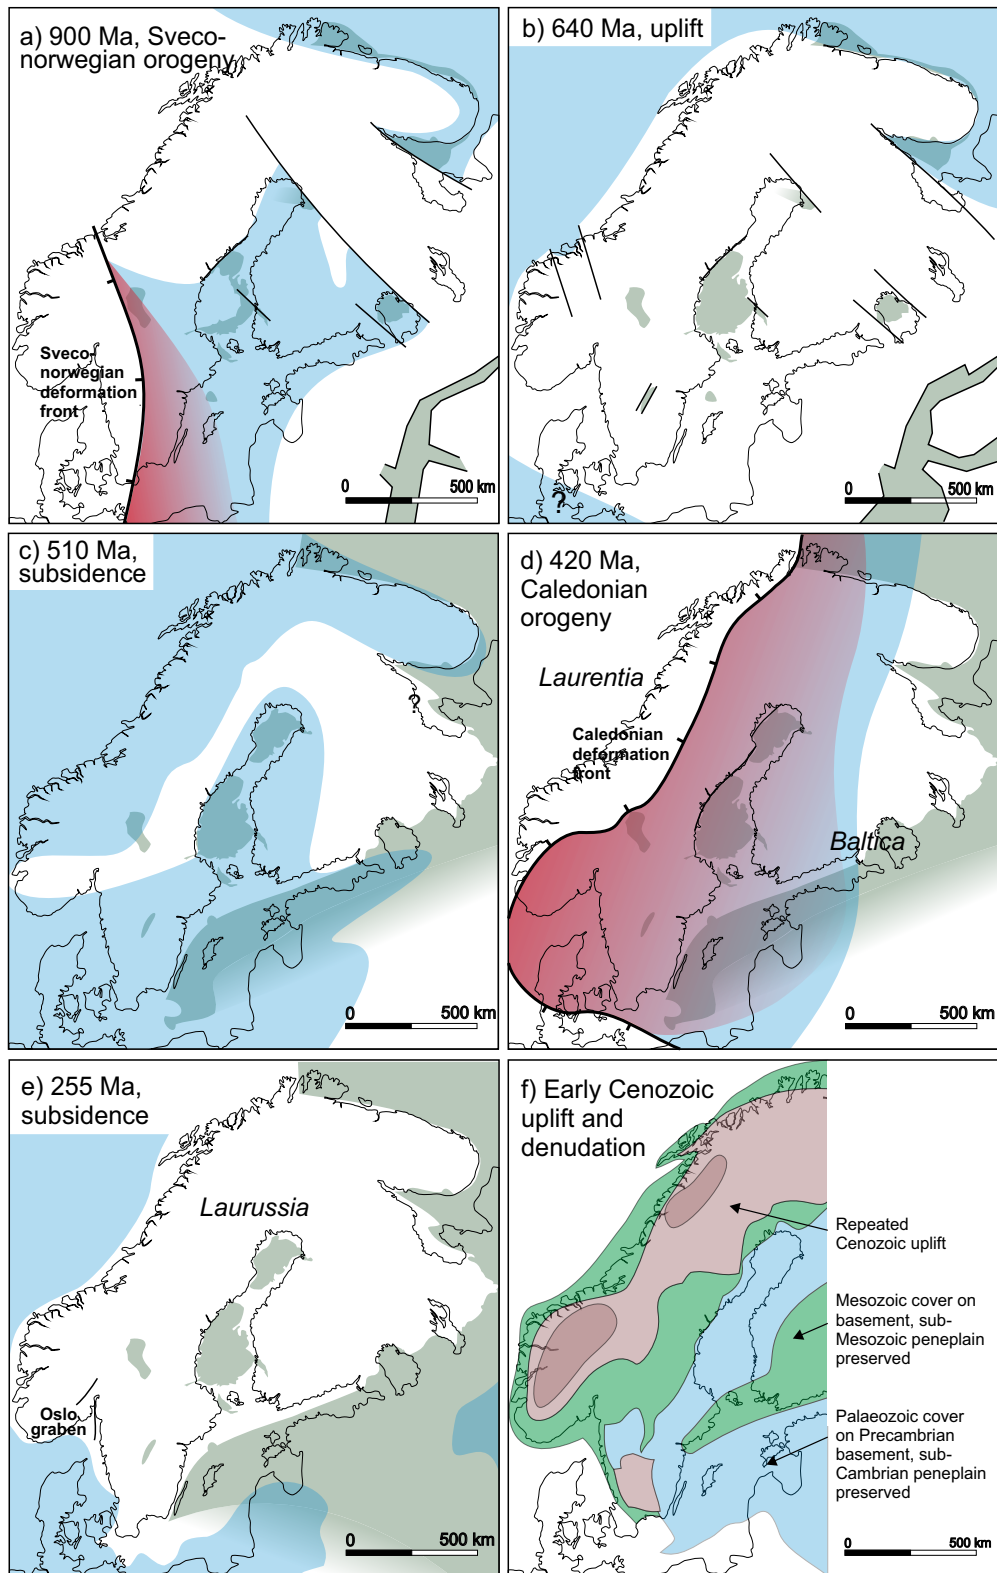 a) 900 Ma, Sveco-
norwegian orogeny
Sveco-
norwegian
deformation
front
0 500 km
b) 640 Ma, uplift
?
0 500 km
c) 510 Ma,
subsidence
?
0 500 km
d) 420 Ma,
Caledonian
orogeny
Laurentia
Caledonian
deformation
front
Baltica
0 500 km
e) 255 Ma,
subsidence
Laurussia
Oslo
graben
0 500 km
f) Early Cenozoic
uplift and
denudation
Repeated
Cenozoic uplift
Mesozoic cover on
basement, sub-
Mesozoic peneplain
preserved
Palaeozoic cover
on Precambrian
basement, sub-
Cambrian peneplain
preserved
0 500 km